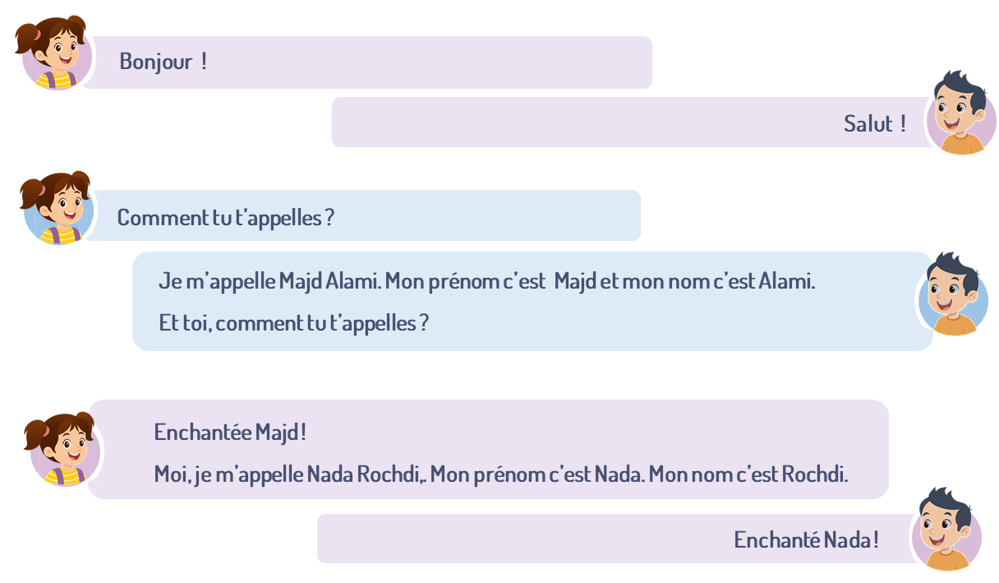 Bonjour !
Salut !
Comment tu t’appelles ?
Je m’appelle Majd Alami. Mon prénom c’est Majd et mon nom c’est Alami.
Et toi, comment tu t’appelles ?
Enchantée Majd !
Moi, je m’appelle Nada Rochdi,. Mon prénom c’est Nada. Mon nom c’est Rochdi.
Enchanté Nada !